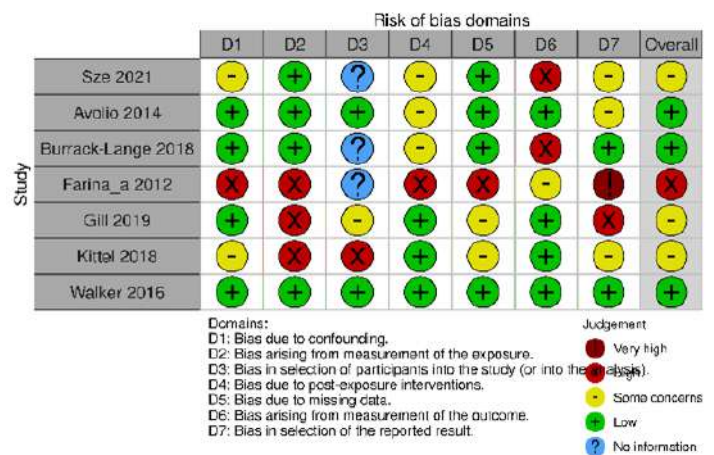 Risk of bias domains
D1 D2 D3 D4 D5 D6 D7 Overall
Study
Sze 2021 - + ? - + x - -
Avolio 2014 + + + - + + - +
Burrack-Lange 2018 + + ? - + x + +
Farina_a 2012 x x ? x x - ! x
Gill 2019 + x - + - + x -
Kittel 2018 - x x + - + - -
Walker 2016 + + + + + + + +
Domains:
D1: Bias due to confounding.
D2: Bias arising from measurement of the exposure.
D3: Bias in selection of participants into the study (or into the analysis).
D4: Bias due to post-exposure interventions.
D5: Bias due to missing data.
D6: Bias arising from measurement of the outcome.
D7: Bias in selection of the reported result.
Judgement
! Very high
x High
- Some concerns
+ Low
? No information